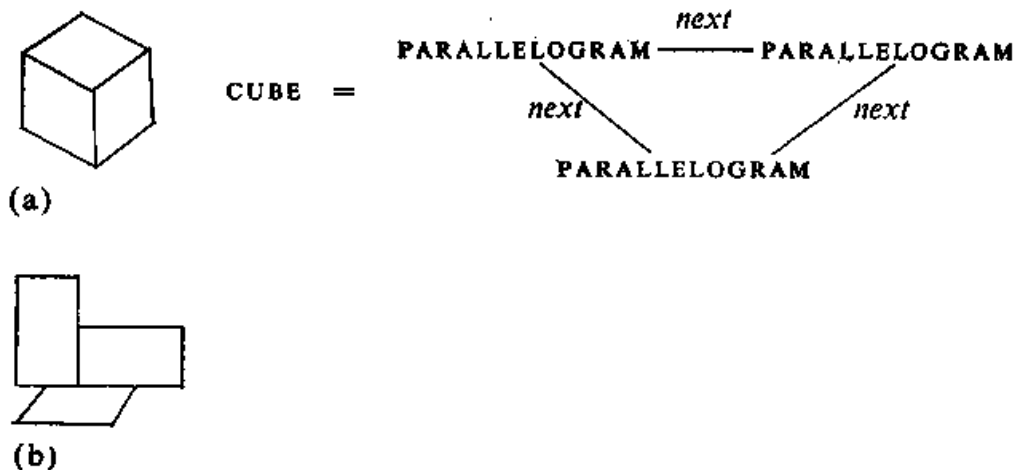 next
PARALLELOGRAM PARALLELOGRAM
CUBE =
next next
PARALLELOGRAM
(a)
(b)